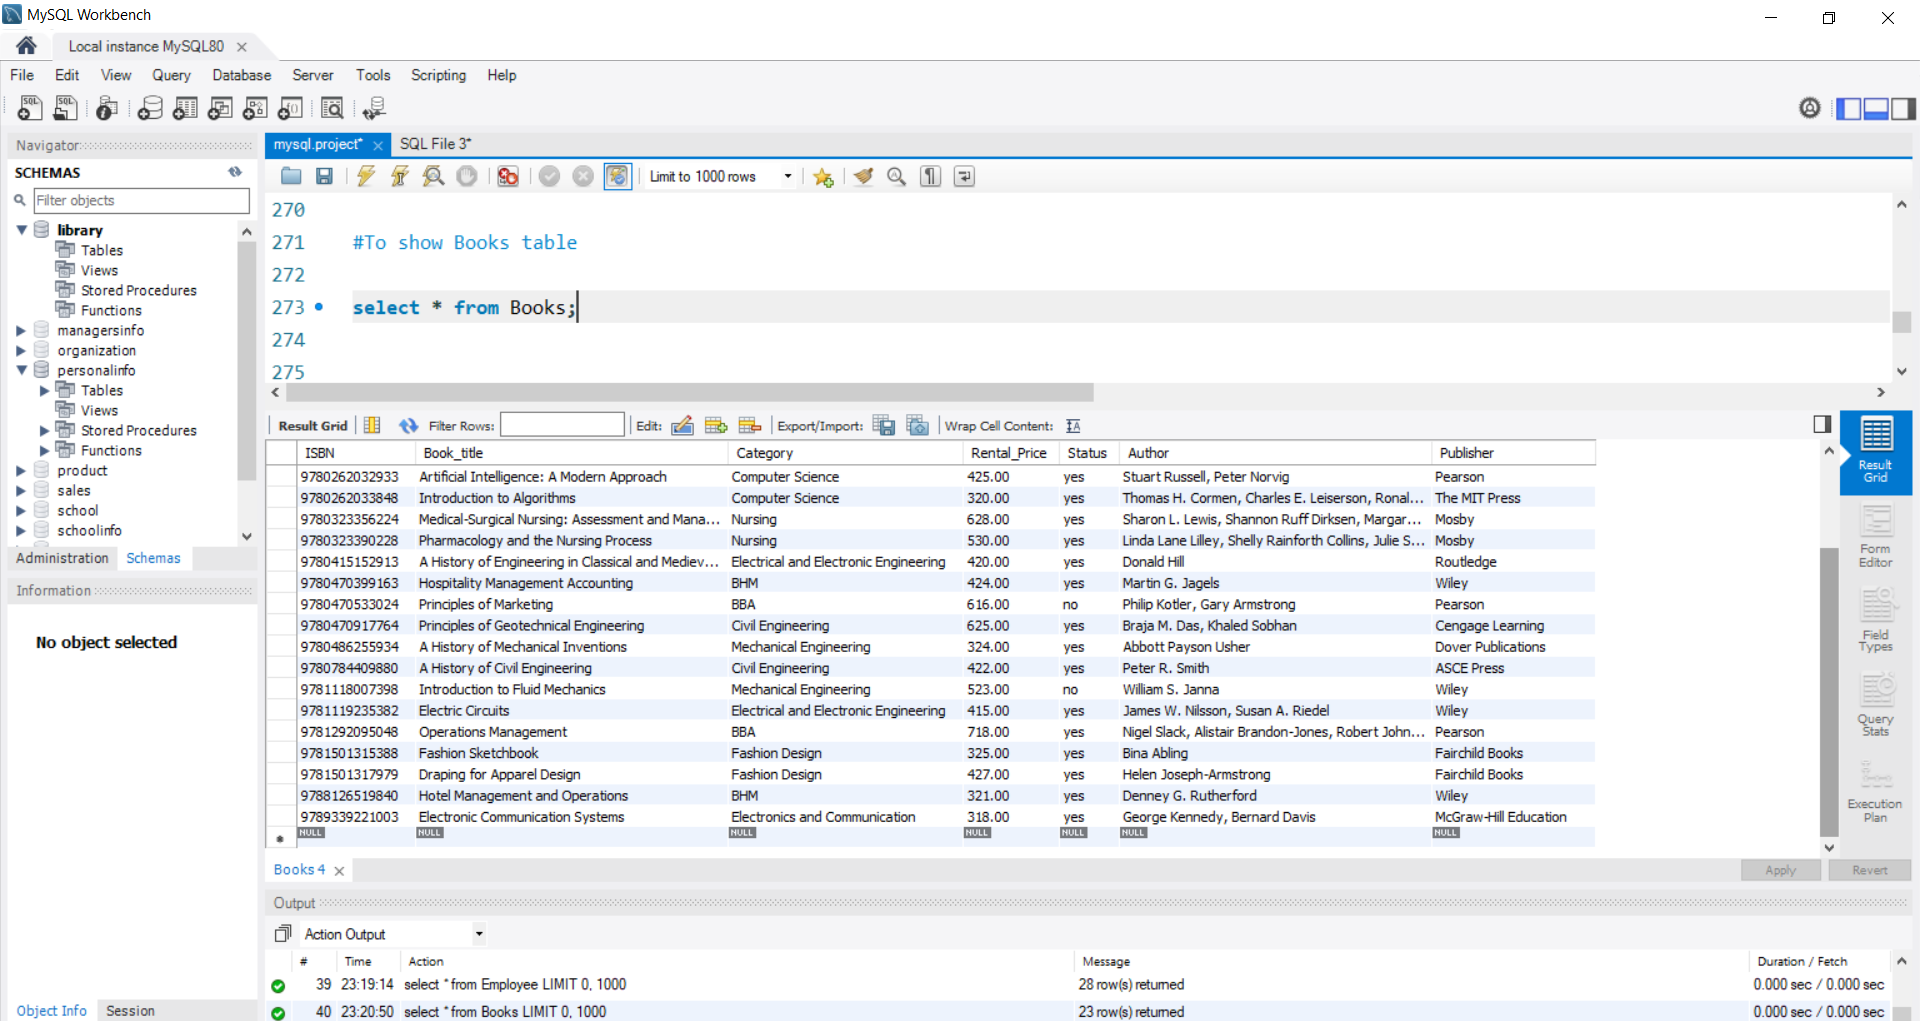 MySQL Workbench
Local instance MySQL80
File Edit View Query Database Server Tools Scripting Help
Navigator
SCHEMAS
Filter objects
library
Tables
Views
Stored Procedures
Functions
managersinfo
organization
personalinfo
Tables
Views
Stored Procedures
Functions
product
sales
school
schoolinfo
Administration Schemas
Information
No object selected
Object Info Session
mysql.project* SQL File 3*
Limit to 1000 rows
270
271 #To show Books table
272
273 select * from Books;
274
275
Result Grid Filter Rows: Edit: Export/Import: Wrap Cell Content:
ISBN Book_title Category Rental_Price Status Author Publisher
9780262032933 Artificial Intelligence: A Modern Approach Computer Science 425.00 yes Stuart Russell, Peter Norvig Pearson
9780262033848 Introduction to Algorithms Computer Science 320.00 yes Thomas H. Cormen, Charles E. Leiserson, Ronal... The MIT Press
9780323356224 Medical-Surgical Nursing: Assessment and Mana... Nursing 628.00 yes Sharon L. Lewis, Shannon Ruff Dirksen, Margar... Mosby
9780323390228 Pharmacology and the Nursing Process Nursing 530.00 yes Linda Lane Lilley, Shelly Rainforth Collins, Julie S... Mosby
9780415152913 A History of Engineering in Classical and Mediev... Electrical and Electronic Engineering 420.00 yes Donald Hill Routledge
9780470399163 Hospitality Management Accounting BHM 424.00 yes Martin G. Jagels Wiley
9780470533024 Principles of Marketing BBA 616.00 no Philip Kotler, Gary Armstrong Pearson
9780470917764 Principles of Geotechnical Engineering Civil Engineering 625.00 yes Braja M. Das, Khaled Sobhan Cengage Learning
9780486255934 A History of Mechanical Inventions Mechanical Engineering 324.00 yes Abbott Payson Usher Dover Publications
9780784409880 A History of Civil Engineering Civil Engineering 422.00 yes Peter R. Smith ASCE Press
9781118007398 Introduction to Fluid Mechanics Mechanical Engineering 523.00 no William S. Janna Wiley
9781119235382 Electric Circuits Electrical and Electronic Engineering 415.00 yes James W. Nilsson, Susan A. Riedel Wiley
9781292095048 Operations Management BBA 718.00 yes Nigel Slack, Alistair Brandon-Jones, Robert John... Pearson
9781501315388 Fashion Sketchbook Fashion Design 325.00 yes Bina Abling Fairchild Books
9781501317979 Draping for Apparel Design Fashion Design 427.00 yes Helen Joseph-Armstrong Fairchild Books
9788126519840 Hotel Management and Operations BHM 321.00 yes Denney G. Rutherford Wiley
9789339221003 Electronic Communication Systems Electronics and Communication 318.00 yes George Kennedy, Bernard Davis McGraw-Hill Education
NULL NULL NULL NULL NULL NULL NULL
Result
Grid
Form
Editor
Field
Types
Query
Stats
Execution
Plan
Books 4 Apply Revert
Output
Action Output
# Time Action Message Duration / Fetch
39 23:19:14 select * from Employee LIMIT 0, 1000 28 row(s) returned 0.000 sec / 0.000 sec
40 23:20:50 select * from Books LIMIT 0, 1000 23 row(s) returned 0.000 sec / 0.000 sec